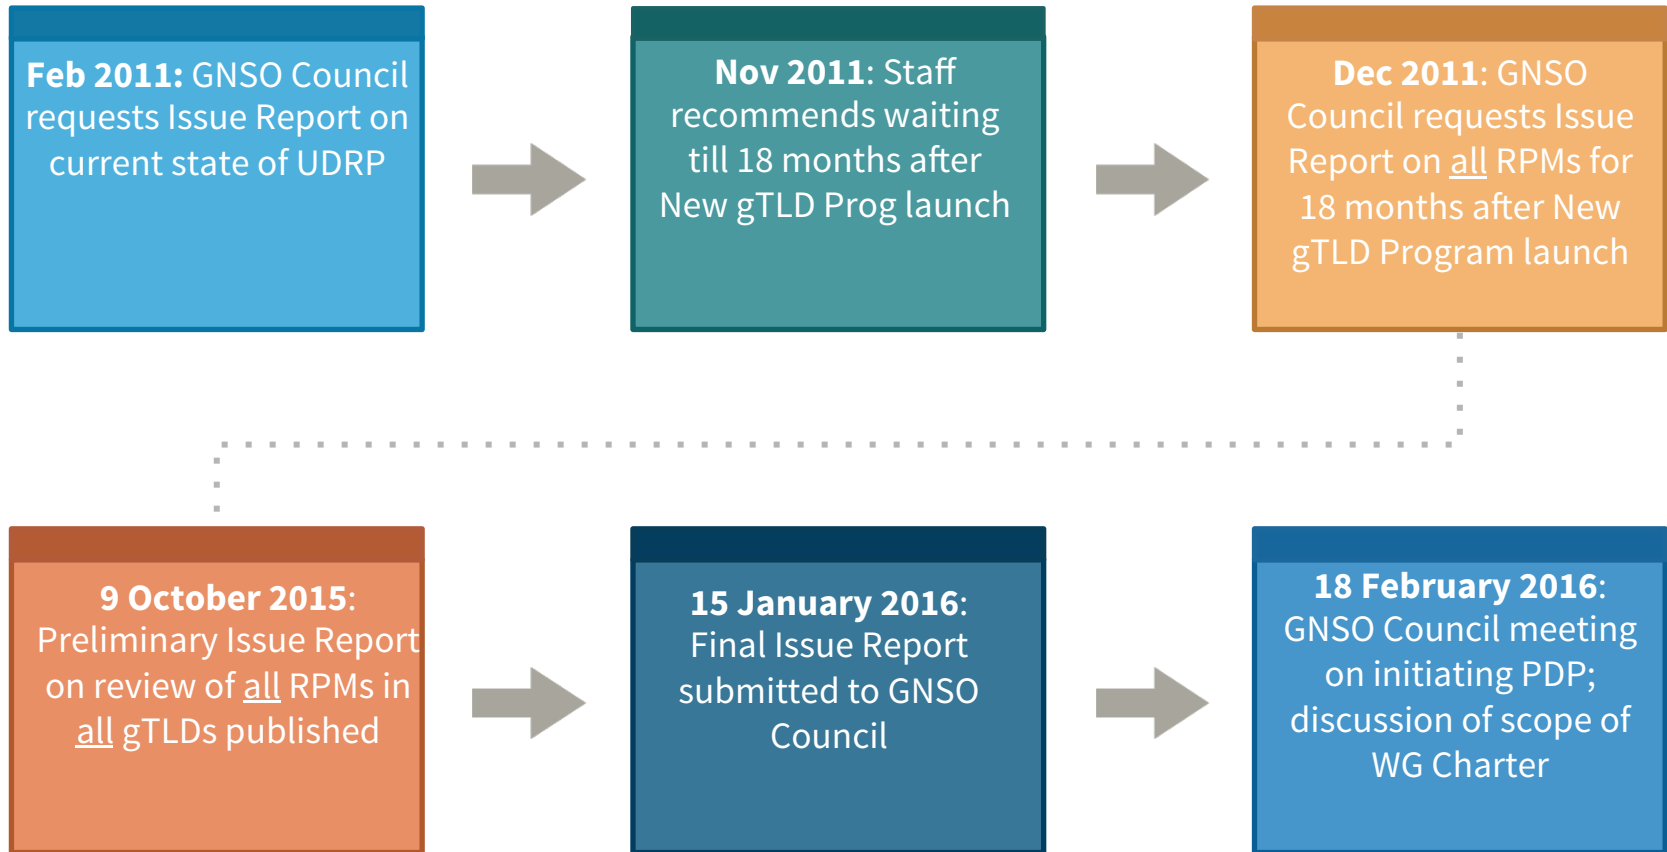 Feb 2011: GNSO Council
requests Issue Report on
current state of UDRP
Nov 2011: Staff
recommends waiting
till 18 months after
New gTLD Prog launch
Dec 2011: GNSO
Council requests Issue
Report on all RPMs for
18 months after New
gTLD Program launch
9 October 2015:
Preliminary Issue Report
on review of all RPMs in
all gTLDs published
15 January 2016:
Final Issue Report
submitted to GNSO
Council
18 February 2016:
GNSO Council meeting
on initiating PDP;
discussion of scope of
WG Charter